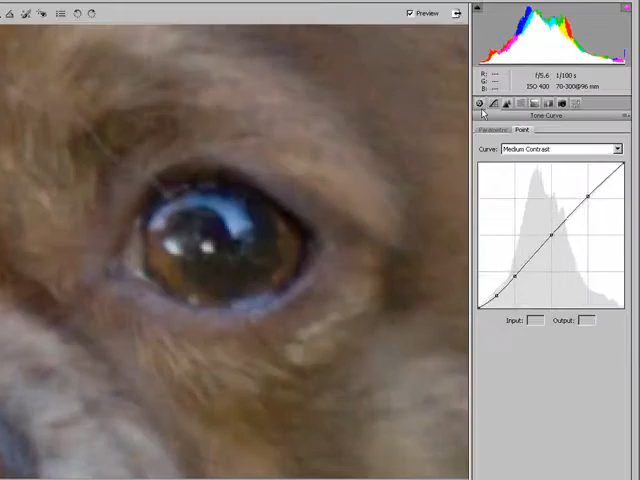 Preview
R: ---
G: ---
B: ---
f/5.6 1/100 s
ISO 400 70-300@96 mm
Tone Curve
Parametric Point
Curve: Medium Contrast
Input: Output: